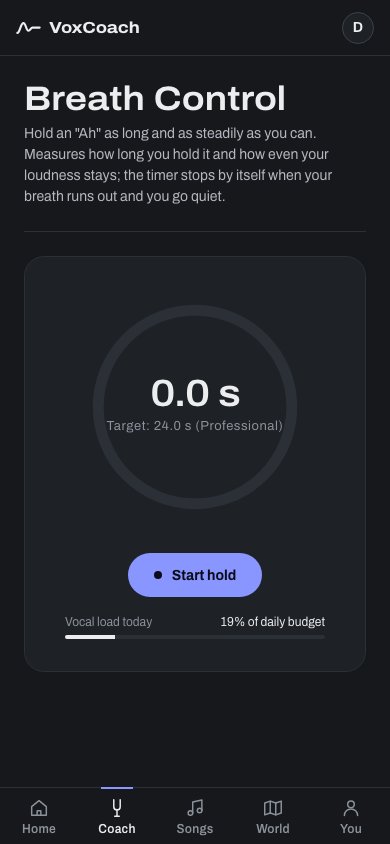 VoxCoach
D
Breath Control
Hold an "Ah" as long and as steadily as you can.
Measures how long you hold it and how even your
loudness stays; the timer stops by itself when your
breath runs out and you go quiet.
0.0 s
Target: 24.0 s (Professional)
Start hold
Vocal load today 19% of daily budget
Home Coach Songs World You